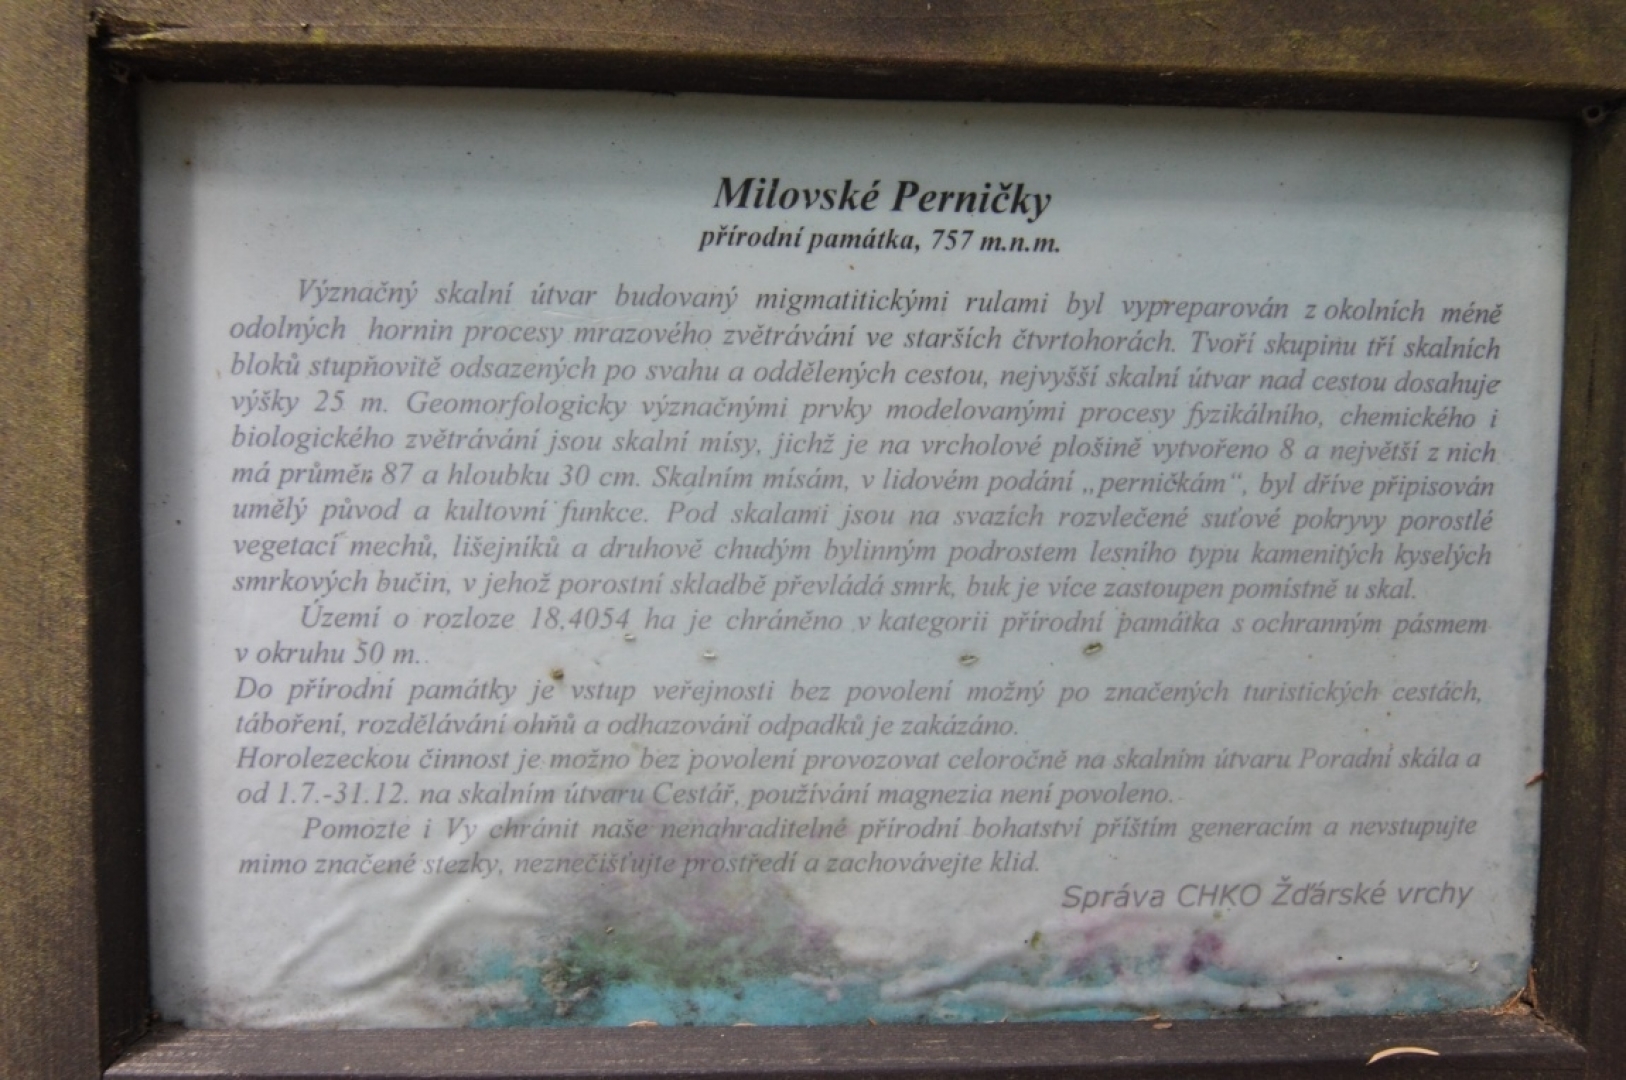 Milovské Perničky
přírodní památka, 757 m.n.m.
Význačný skalní útvar budovaný migmatitickými rulami byl vypreparován z okolních méně
odolných hornin procesy mrazového zvětrávání ve starších čtvrtohorách. Tvoří skupinu tří skalních
bloků stupňovitě odsazených po svahu a oddělených cestou, nejvyšší skalní útvar nad cestou dosahuje
výšky 25 m. Geomorfologicky význačnými prvky modelovanými procesy fyzikálního, chemického i
biologického zvětrávání jsou skalní mísy, jichž je na vrcholové plošině vytvořeno 8 a největší z nich
má průměr 87 a hloubku 30 cm. Skalním mísám, v lidovém podání „perničkám“, byl dříve připisován
umělý původ a kultovní funkce. Pod skalami jsou na svazích rozvlečené suťové pokryvy porostlé
vegetací mechů, lišejníků a druhově chudým bylinným podrostem lesního typu kamenitých kyselých
smrkových bučin, v jehož porostní skladbě převládá smrk, buk je více zastoupen pomístně u skal.
Území o rozloze 18,4054 ha je chráněno v kategorii přírodní památka s ochranným pásmem
v okruhu 50 m.
Do přírodní památky je vstup veřejnosti bez povolení možný po značených turistických cestách,
táboření, rozdělávání ohňů a odhazování odpadků je zakázáno.
Horolezeckou činnost je možno bez povolení provozovat celoročně na skalním útvaru Poradní skála a
od 1.7.-31.12. na skalním útvaru Cestář, používání magnezia není povoleno.
Pomozte i Vy chránit naše nenahraditelné přírodní bohatství příštím generacím a nevstupujte
mimo značené stezky, neznečišťujte prostředí a zachovávejte klid.
Správa CHKO Žďárské vrchy